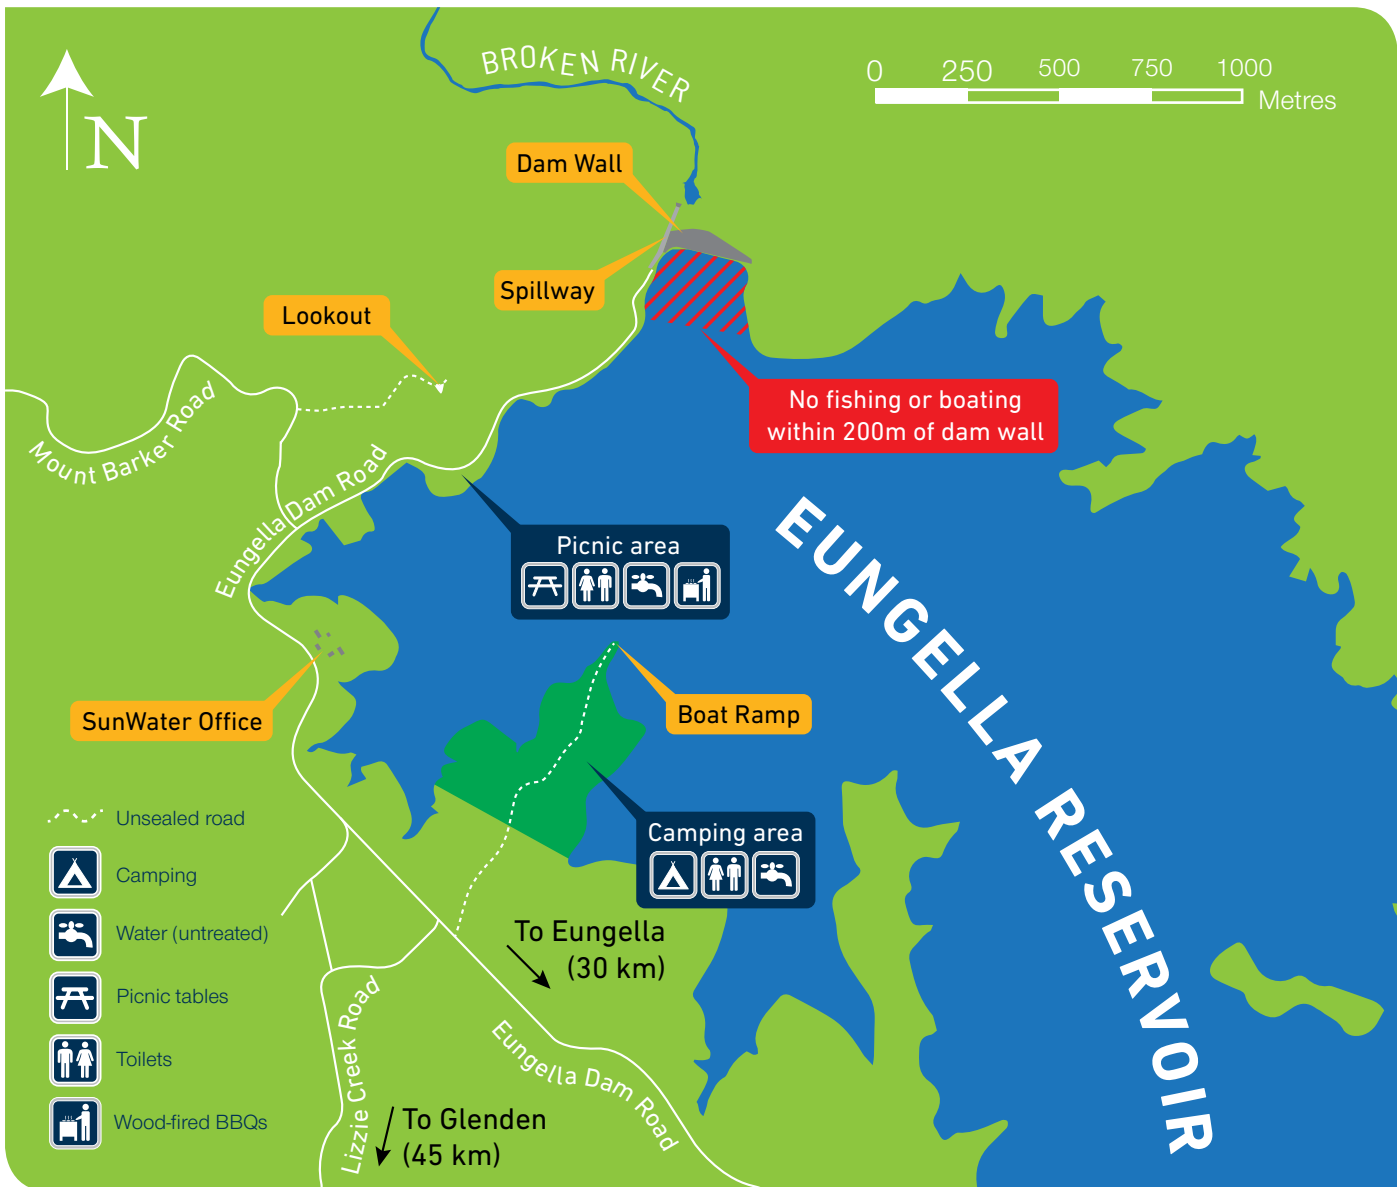 BROKEN RIVER
0 250 500 750 1000
Metres
N
Dam Wall
Spillway
Lookout
No fishing or boating
within 200m of dam wall
Mount Barker Road
Eungella Dam Road
Picnic area
EUNGELLA RESERVOIR
SunWater Office
Boat Ramp
Camping area
Unsealed road
Camping
Water (untreated)
Picnic tables
Toilets
Wood-fired BBQs
To Eungella
(30 km)
Eungella Dam Road
Lizzie Creek Road
To Glenden
(45 km)